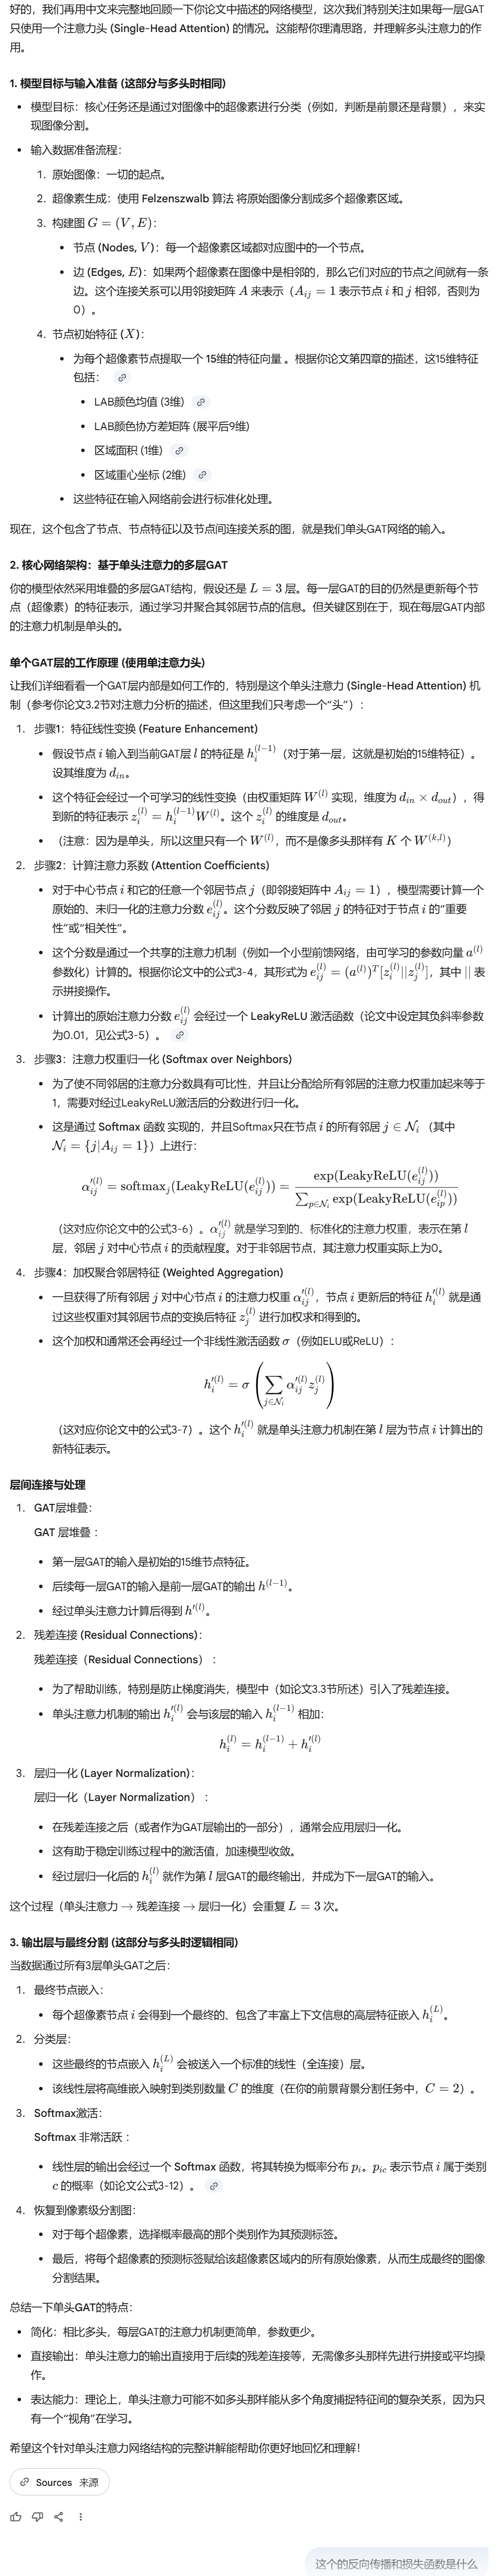 好的，我们再用中文来完整地回顾一下你论文中描述的网络模型，这次我们特别关注如果每一层GAT
只使用一个注意力头 (Single-Head Attention) 的情况。这能帮你理清思路，并理解多头注意力的作
用。
1. 模型目标与输入准备 (这部分与多头时相同)
• 模型目标：核心任务还是通过对图像中的超像素进行分类（例如，判断是前景还是背景），来实
现图像分割。
• 输入数据准备流程：
1. 原始图像：一切的起点。
2. 超像素生成：使用 Felzenszwalb 算法 将原始图像分割成多个超像素区域。
3. 构建图 G = (V, E)：
• 节点 (Nodes, V)：每一个超像素区域都对应图中的一个节点。
• 边 (Edges, E)：如果两个超像素在图像中是相邻的，那么它们对应的节点之间就有一条
边。这个连接关系可以用邻接矩阵 A 来表示（A_{ij} = 1 表示节点 i 和 j 相邻，否则为
0）。
4. 节点初始特征 (X)：
• 为每个超像素节点提取一个 15维的特征向量 。根据你论文第四章的描述，这15维特征
包括：
• LAB颜色均值 (3维)
• LAB颜色协方差矩阵 (展平后9维)
• 区域面积 (1维)
• 区域重心坐标 (2维)
• 这些特征在输入网络前会进行标准化处理。
现在，这个包含了节点、节点特征以及节点间连接关系的图，就是我们单头GAT网络的输入。
2. 核心网络架构：基于单头注意力的多层GAT
你的模型依然采用堆叠的多层GAT结构，假设还是 L = 3 层。每一层GAT的目的仍然是更新每个节
点（超像素）的特征表示，通过学习并聚合其邻居节点的信息。但关键区别在于，现在每层GAT内部
的注意力机制是单头的。
单个GAT层的工作原理 (使用单注意力头)
让我们详细看看一个GAT层内部是如何工作的，特别是这个单头注意力 (Single-Head Attention) 机
制（参考你论文3.2节对注意力分析的描述，但这里我们只考虑一个“头”）：
1. 步骤1：特征线性变换 (Feature Enhancement)
• 假设节点 i 输入到当前GAT层 l 的特征是 h_i^{(l-1)}（对于第一层，这就是初始的15维特征）。
设其维度为 d_{in}。
• 这个特征会经过一个可学习的线性变换（由权重矩阵 W^{(l)} 实现，维度为 d_{in} × d_{out}），得
到新的特征表示 z_i^{(l)} = h_i^{(l-1)}W^{(l)}。这个 z_i^{(l)} 的维度是 d_{out}。
• （注意：因为是单头，所以这里只有一个 W^{(l)}，而不是像多头那样有 K 个 W^{(k,l)}）
2. 步骤2：计算注意力系数 (Attention Coefficients)
• 对于中心节点 i 和它的任意一个邻居节点 j（即邻接矩阵中 A_{ij} = 1），模型需要计算一个
原始的、未归一化的注意力分数 e_{ij}^{(l)}。这个分数反映了邻居 j 的特征对于节点 i 的“重要
性”或“相关性”。
• 这个分数是通过一个共享的注意力机制（例如一个小型前馈网络，由可学习的参数向量 a^{(l)}
参数化）计算的。根据你论文中的公式3-4，其形式为 e_{ij}^{(l)} = (a^{(l)})^T[z_i^{(l)}||z_j^{(l)}]，其中 || 表
示拼接操作。
• 计算出的原始注意力分数 e_{ij}^{(l)} 会经过一个 LeakyReLU 激活函数（论文中设定其负斜率参数
为0.01，见公式3-5）。
3. 步骤3：注意力权重归一化 (Softmax over Neighbors)
• 为了使不同邻居的注意力分数具有可比性，并且让分配给所有邻居的注意力权重加起来等于
1，需要对经过LeakyReLU激活后的分数进行归一化。
• 这是通过 Softmax 函数 实现的，并且Softmax只在节点 i 的所有邻居 j ∈ N_i （其中
N_i = {j|A_{ij} = 1}）上进行：
α_{ij}'^{(l)} = softmax_j(LeakyReLU(e_{ij}^{(l)})) = exp(LeakyReLU(e_{ij}^{(l)})) / ∑_{p∈N_i} exp(LeakyReLU(e_{ip}^{(l)}))
（这对应你论文中的公式3-6）。α_{ij}'^{(l)} 就是学习到的、标准化的注意力权重，表示在第 l
层，邻居 j 对中心节点 i 的贡献程度。对于非邻居节点，其注意力权重实际上为0。
4. 步骤4：加权聚合邻居特征 (Weighted Aggregation)
• 一旦获得了所有邻居 j 对中心节点 i 的注意力权重 α_{ij}'^{(l)}，节点 i 更新后的特征 h_i'^{(l)} 就是通
过这些权重对其邻居节点的变换后特征 z_j^{(l)} 进行加权求和得到的。
• 这个加权和通常还会再经过一个非线性激活函数 σ（例如ELU或ReLU）：
h_i'^{(l)} = σ (∑_{j∈N_i} α_{ij}'^{(l)} z_j^{(l)})
（这对应你论文中的公式3-7）。这个 h_i'^{(l)} 就是单头注意力机制在第 l 层为节点 i 计算出的
新特征表示。
层间连接与处理
1. GAT层堆叠：
GAT 层堆叠 ：
• 第一层GAT的输入是初始的15维节点特征。
• 后续每一层GAT的输入是前一层GAT的输出 h^{(l-1)}。
• 经过单头注意力计算后得到 h'^{(l)}。
2. 残差连接 (Residual Connections)：
残差连接（Residual Connections） ：
• 为了帮助训练，特别是防止梯度消失，模型中（如论文3.3节所述）引入了残差连接。
• 单头注意力机制的输出 h_i'^{(l)} 会与该层的输入 h_i^{(l-1)} 相加：
h_i^{(l)} = h_i^{(l-1)} + h_i'^{(l)}
3. 层归一化 (Layer Normalization)：
层归一化（Layer Normalization） ：
• 在残差连接之后（或者作为GAT层输出的一部分），通常会应用层归一化。
• 这有助于稳定训练过程中的激活值，加速模型收敛。
• 经过层归一化后的 h_i^{(l)} 就作为第 l 层GAT的最终输出，并成为下一层GAT的输入。
这个过程（单头注意力 → 残差连接 → 层归一化）会重复 L = 3 次。
3. 输出层与最终分割 (这部分与多头时逻辑相同)
当数据通过所有3层单头GAT之后：
1. 最终节点嵌入：
• 每个超像素节点 i 会得到一个最终的、包含了丰富上下文信息的高层特征嵌入 h_i^{(L)}。
2. 分类层：
• 这些最终的节点嵌入 h_i^{(L)} 会被送入一个标准的线性（全连接）层。
• 该线性层将高维嵌入映射到类别数量 C 的维度（在你的前景背景分割任务中，C = 2）。
3. Softmax激活：
Softmax 非常活跃 ：
• 线性层的输出会经过一个 Softmax 函数，将其转换为概率分布 p_i。p_{ic} 表示节点 i 属于类别
c 的概率（如论文公式3-12）。
4. 恢复到像素级分割图：
• 对于每个超像素，选择概率最高的那个类别作为其预测标签。
• 最后，将每个超像素的预测标签赋给该超像素区域内的所有原始像素，从而生成最终的图像
分割结果。
总结一下单头GAT的特点：
• 简化：相比多头，每层GAT的注意力机制更简单，参数更少。
• 直接输出：单头注意力的输出直接用于后续的残差连接等，无需像多头那样先进行拼接或平均操
作。
• 表达能力：理论上，单头注意力可能不如多头那样能从多个角度捕捉特征间的复杂关系，因为只
有一个“视角”在学习。
希望这个针对单头注意力网络结构的完整讲解能帮助你更好地回忆和理解！
Sources 来源
这个的反向传播和损失函数是什么